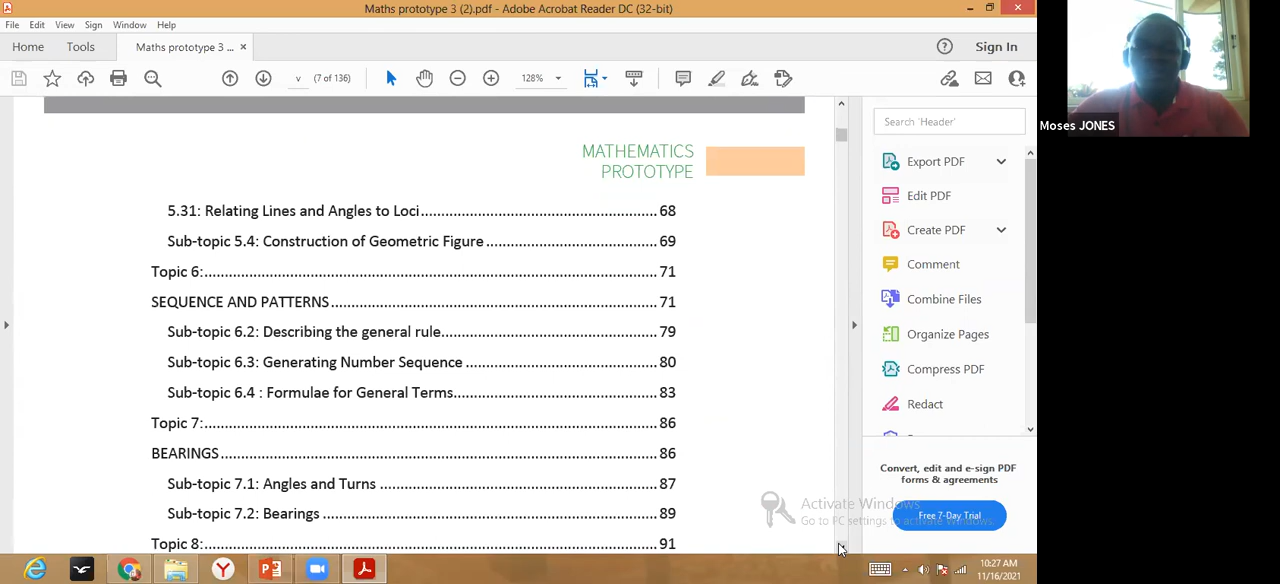 Maths prototype 3 (2).pdf - Adobe Acrobat Reader DC (32-bit)
File Edit View Sign Window Help
Home Tools Maths prototype 3 ... × Sign In
v (7 of 136) 128%
MATHEMATICS
PROTOTYPE
5.31: Relating Lines and Angles to Loci.......................................................... 68
Sub-topic 5.4: Construction of Geometric Figure .......................................... 69
Topic 6:.............................................................................................................. 71
SEQUENCE AND PATTERNS................................................................................ 71
Sub-topic 6.2: Describing the general rule..................................................... 79
Sub-topic 6.3: Generating Number Sequence ............................................... 80
Sub-topic 6.4 : Formulae for General Terms.................................................. 83
Topic 7:.............................................................................................................. 86
BEARINGS.......................................................................................................... 86
Sub-topic 7.1: Angles and Turns .................................................................... 87
Sub-topic 7.2: Bearings ................................................................................. 89
Topic 8:.............................................................................................................. 91
Search 'Header'
Export PDF
Edit PDF
Create PDF
Comment
Combine Files
Organize Pages
Compress PDF
Redact
Convert, edit and e-sign PDF
forms & agreements
Free 7-Day Trial
Activate Windows
Go to PC settings to activate Windows.
Moses JONES
10:27 AM
11/16/2021